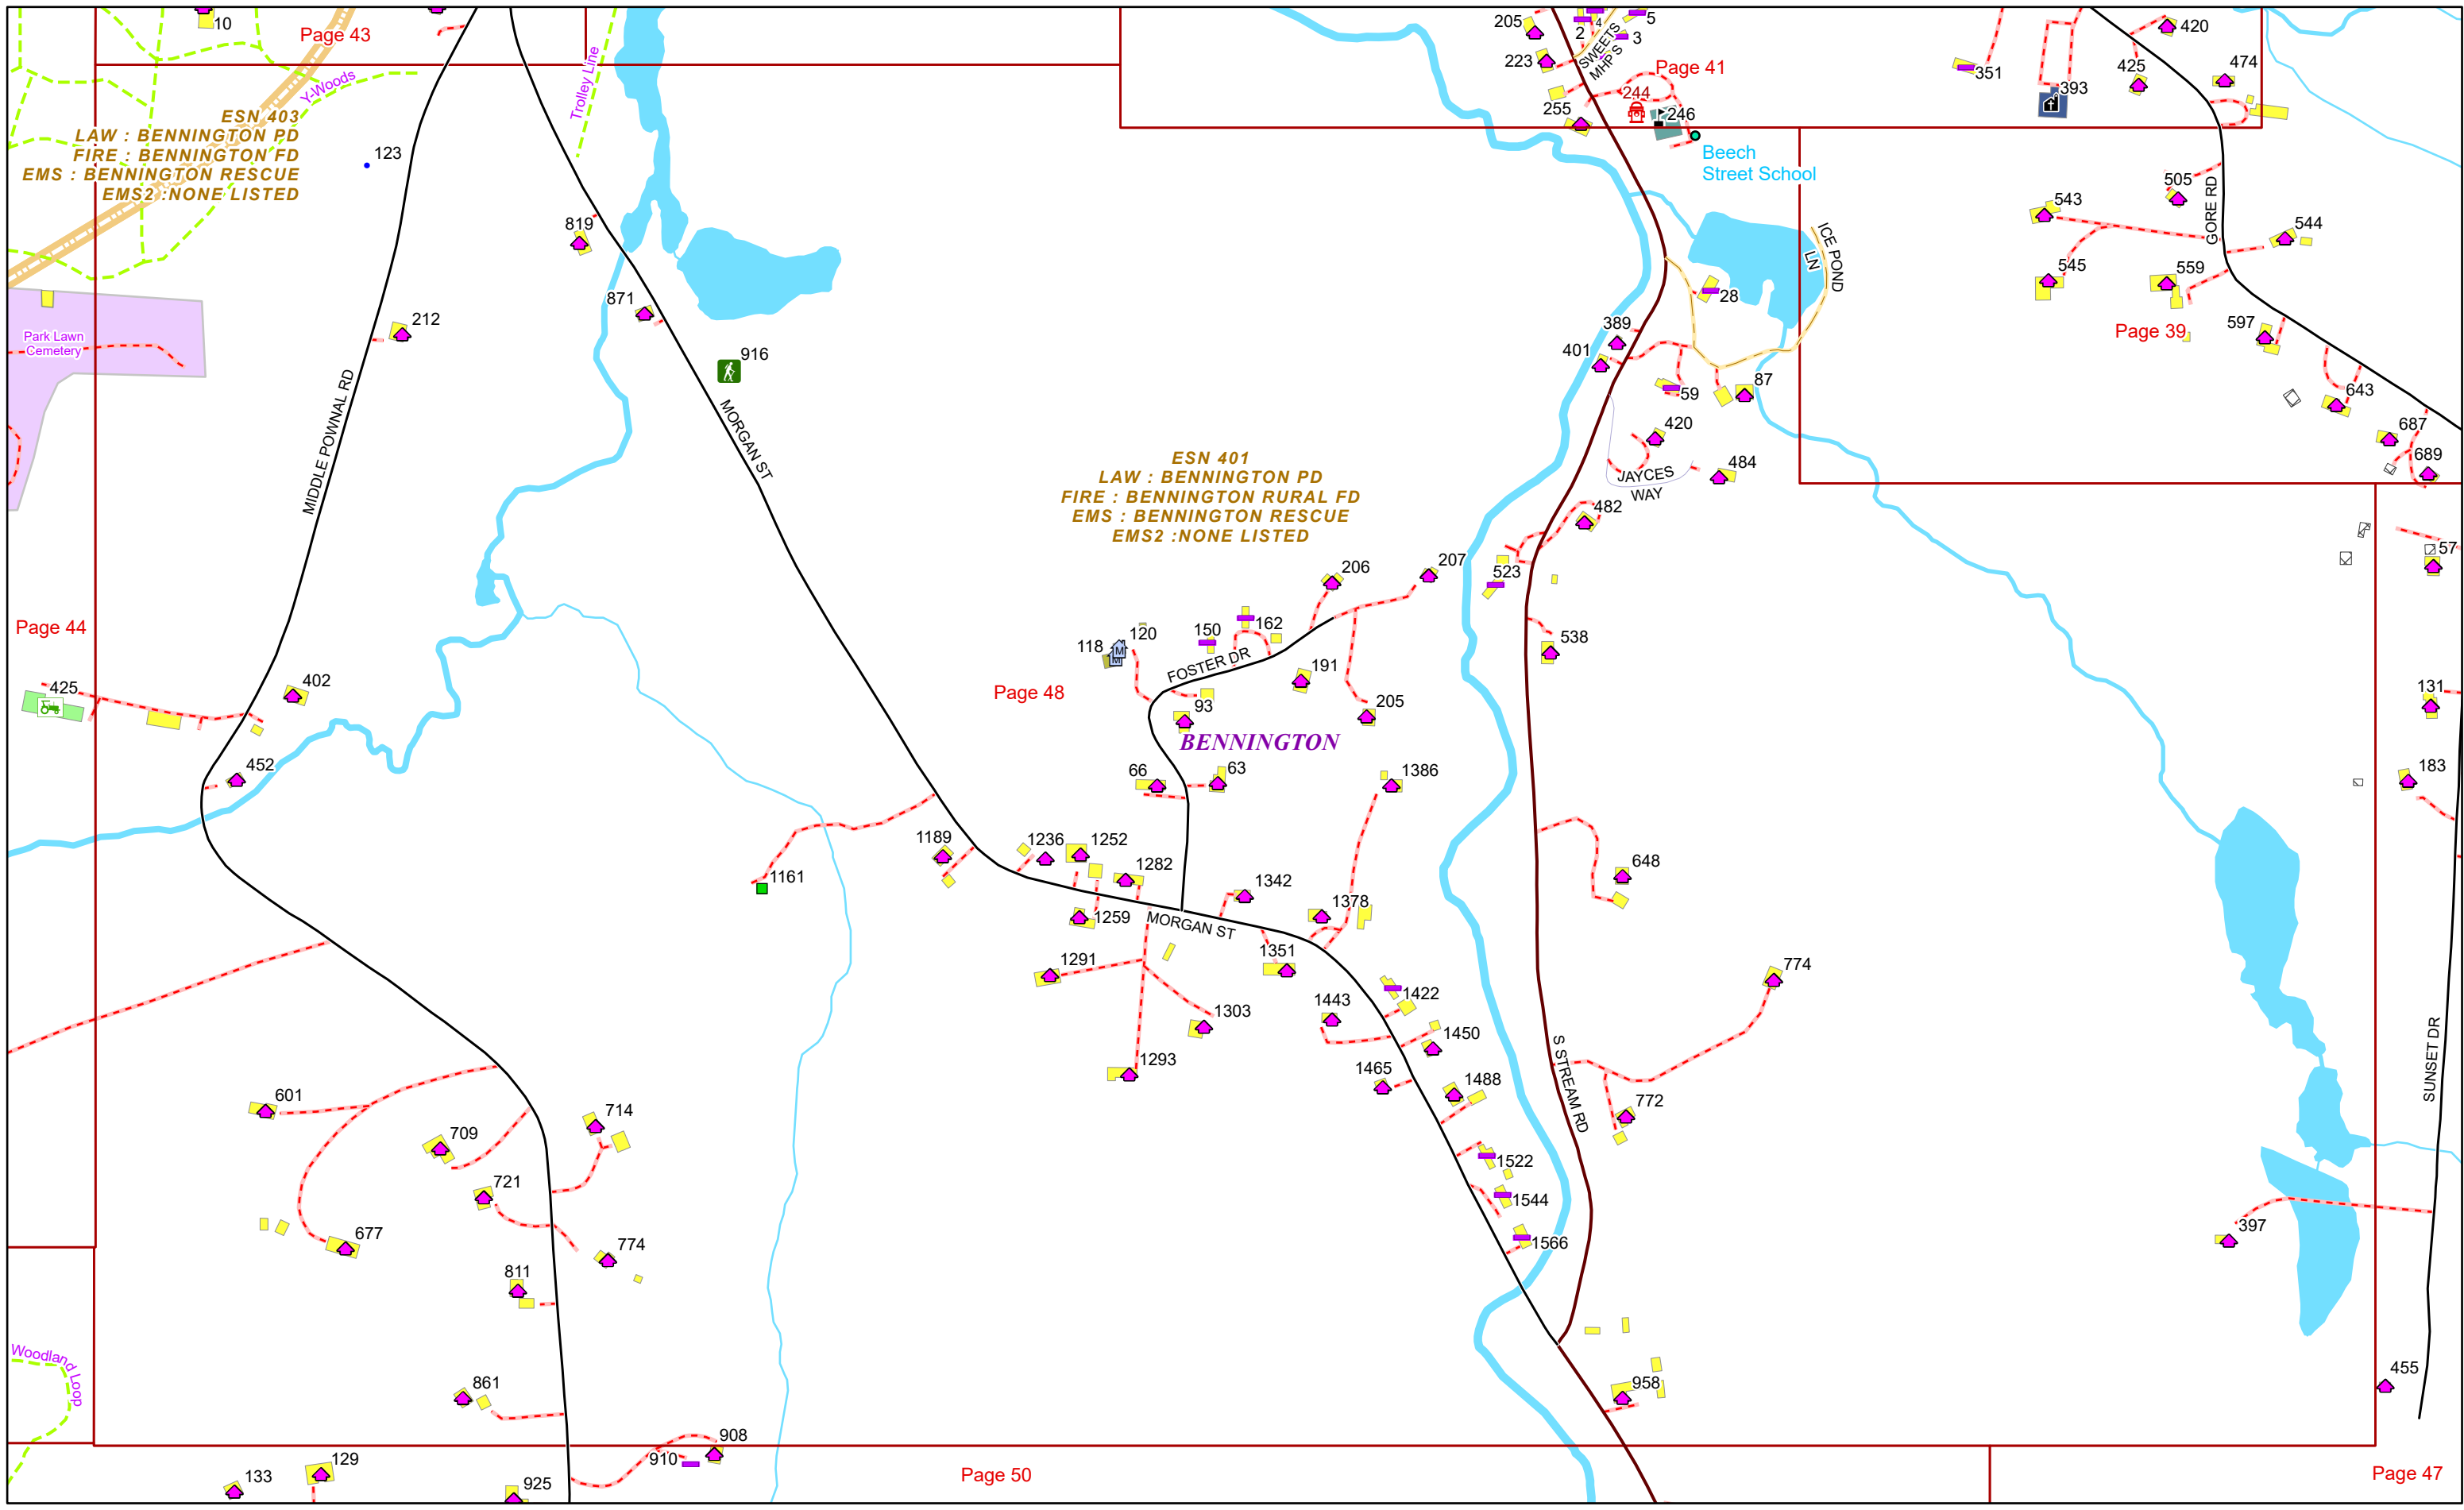 10
Page 43
Trolley Line
Y-Woods
205
2
4
5
3
SWEETS
MHP S
223
Page 41
255
244
246
351
393
420
425
474
ESN 403
LAW : BENNINGTON PD
FIRE : BENNINGTON FD
EMS : BENNINGTON RESCUE
EMS2 :NONE LISTED
123
Beech
Street School
505
543
GORE RD
544
819
ICE POND
LN
545
559
871
28
212
389
597
Page 39
Park Lawn
Cemetery
916
401
59
87
643
MIDDLE POWNAL RD
MORGAN ST
420
687
ESN 401
LAW : BENNINGTON PD
FIRE : BENNINGTON RURAL FD
EMS : BENNINGTON RESCUE
EMS2 :NONE LISTED
484
JAYCES
WAY
689
482
57
206
207
523
Page 44
118
120
150
162
538
FOSTER DR
191
402
425
Page 48
93
205
131
BENNINGTON
452
66
63
1386
183
1189
1236
1252
1282
648
1161
1342
1378
1259
MORGAN ST
1291
1351
774
1422
1443
1303
1450
1293
1465
S STREAM RD
SUNSET DR
601
1488
714
772
709
1522
721
1544
677
774
1566
397
811
Woodland Loop
861
958
455
908
910
133
129
925
Page 50
Page 47